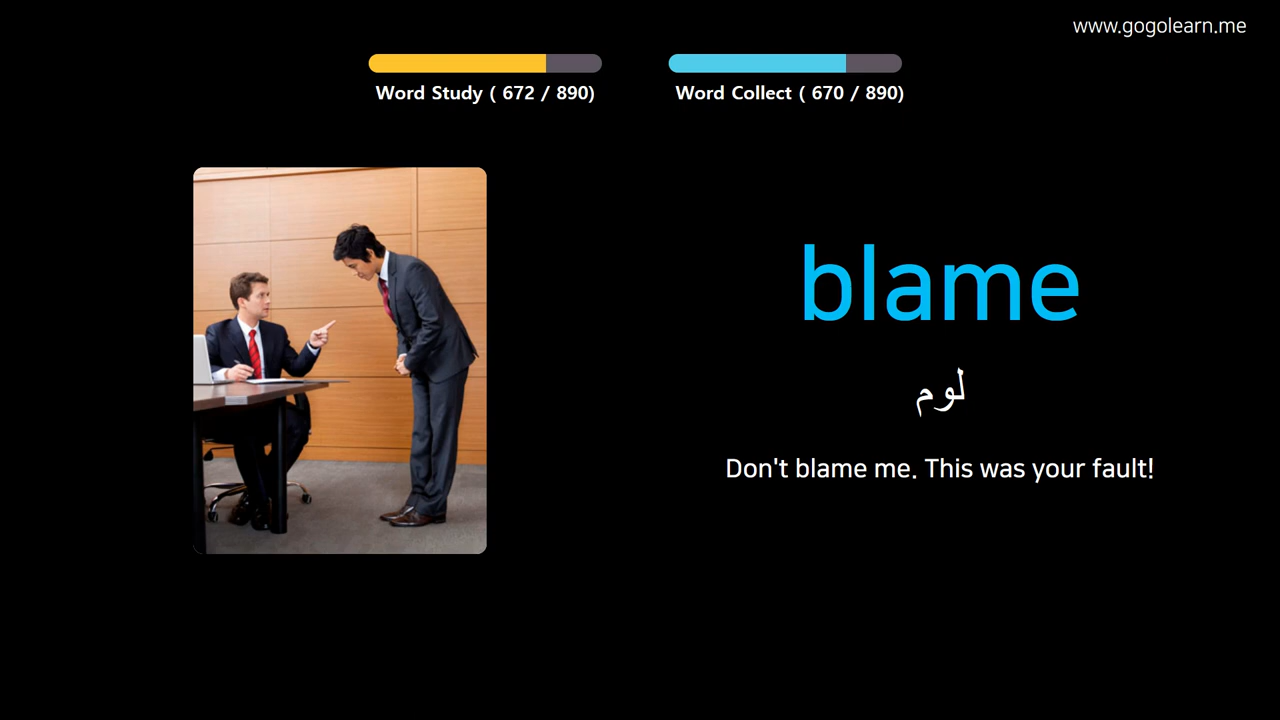 www.gogolearn.me
Word Study ( 672 / 890)
Word Collect ( 670 / 890)
blame
لوم
Don't blame me. This was your fault!